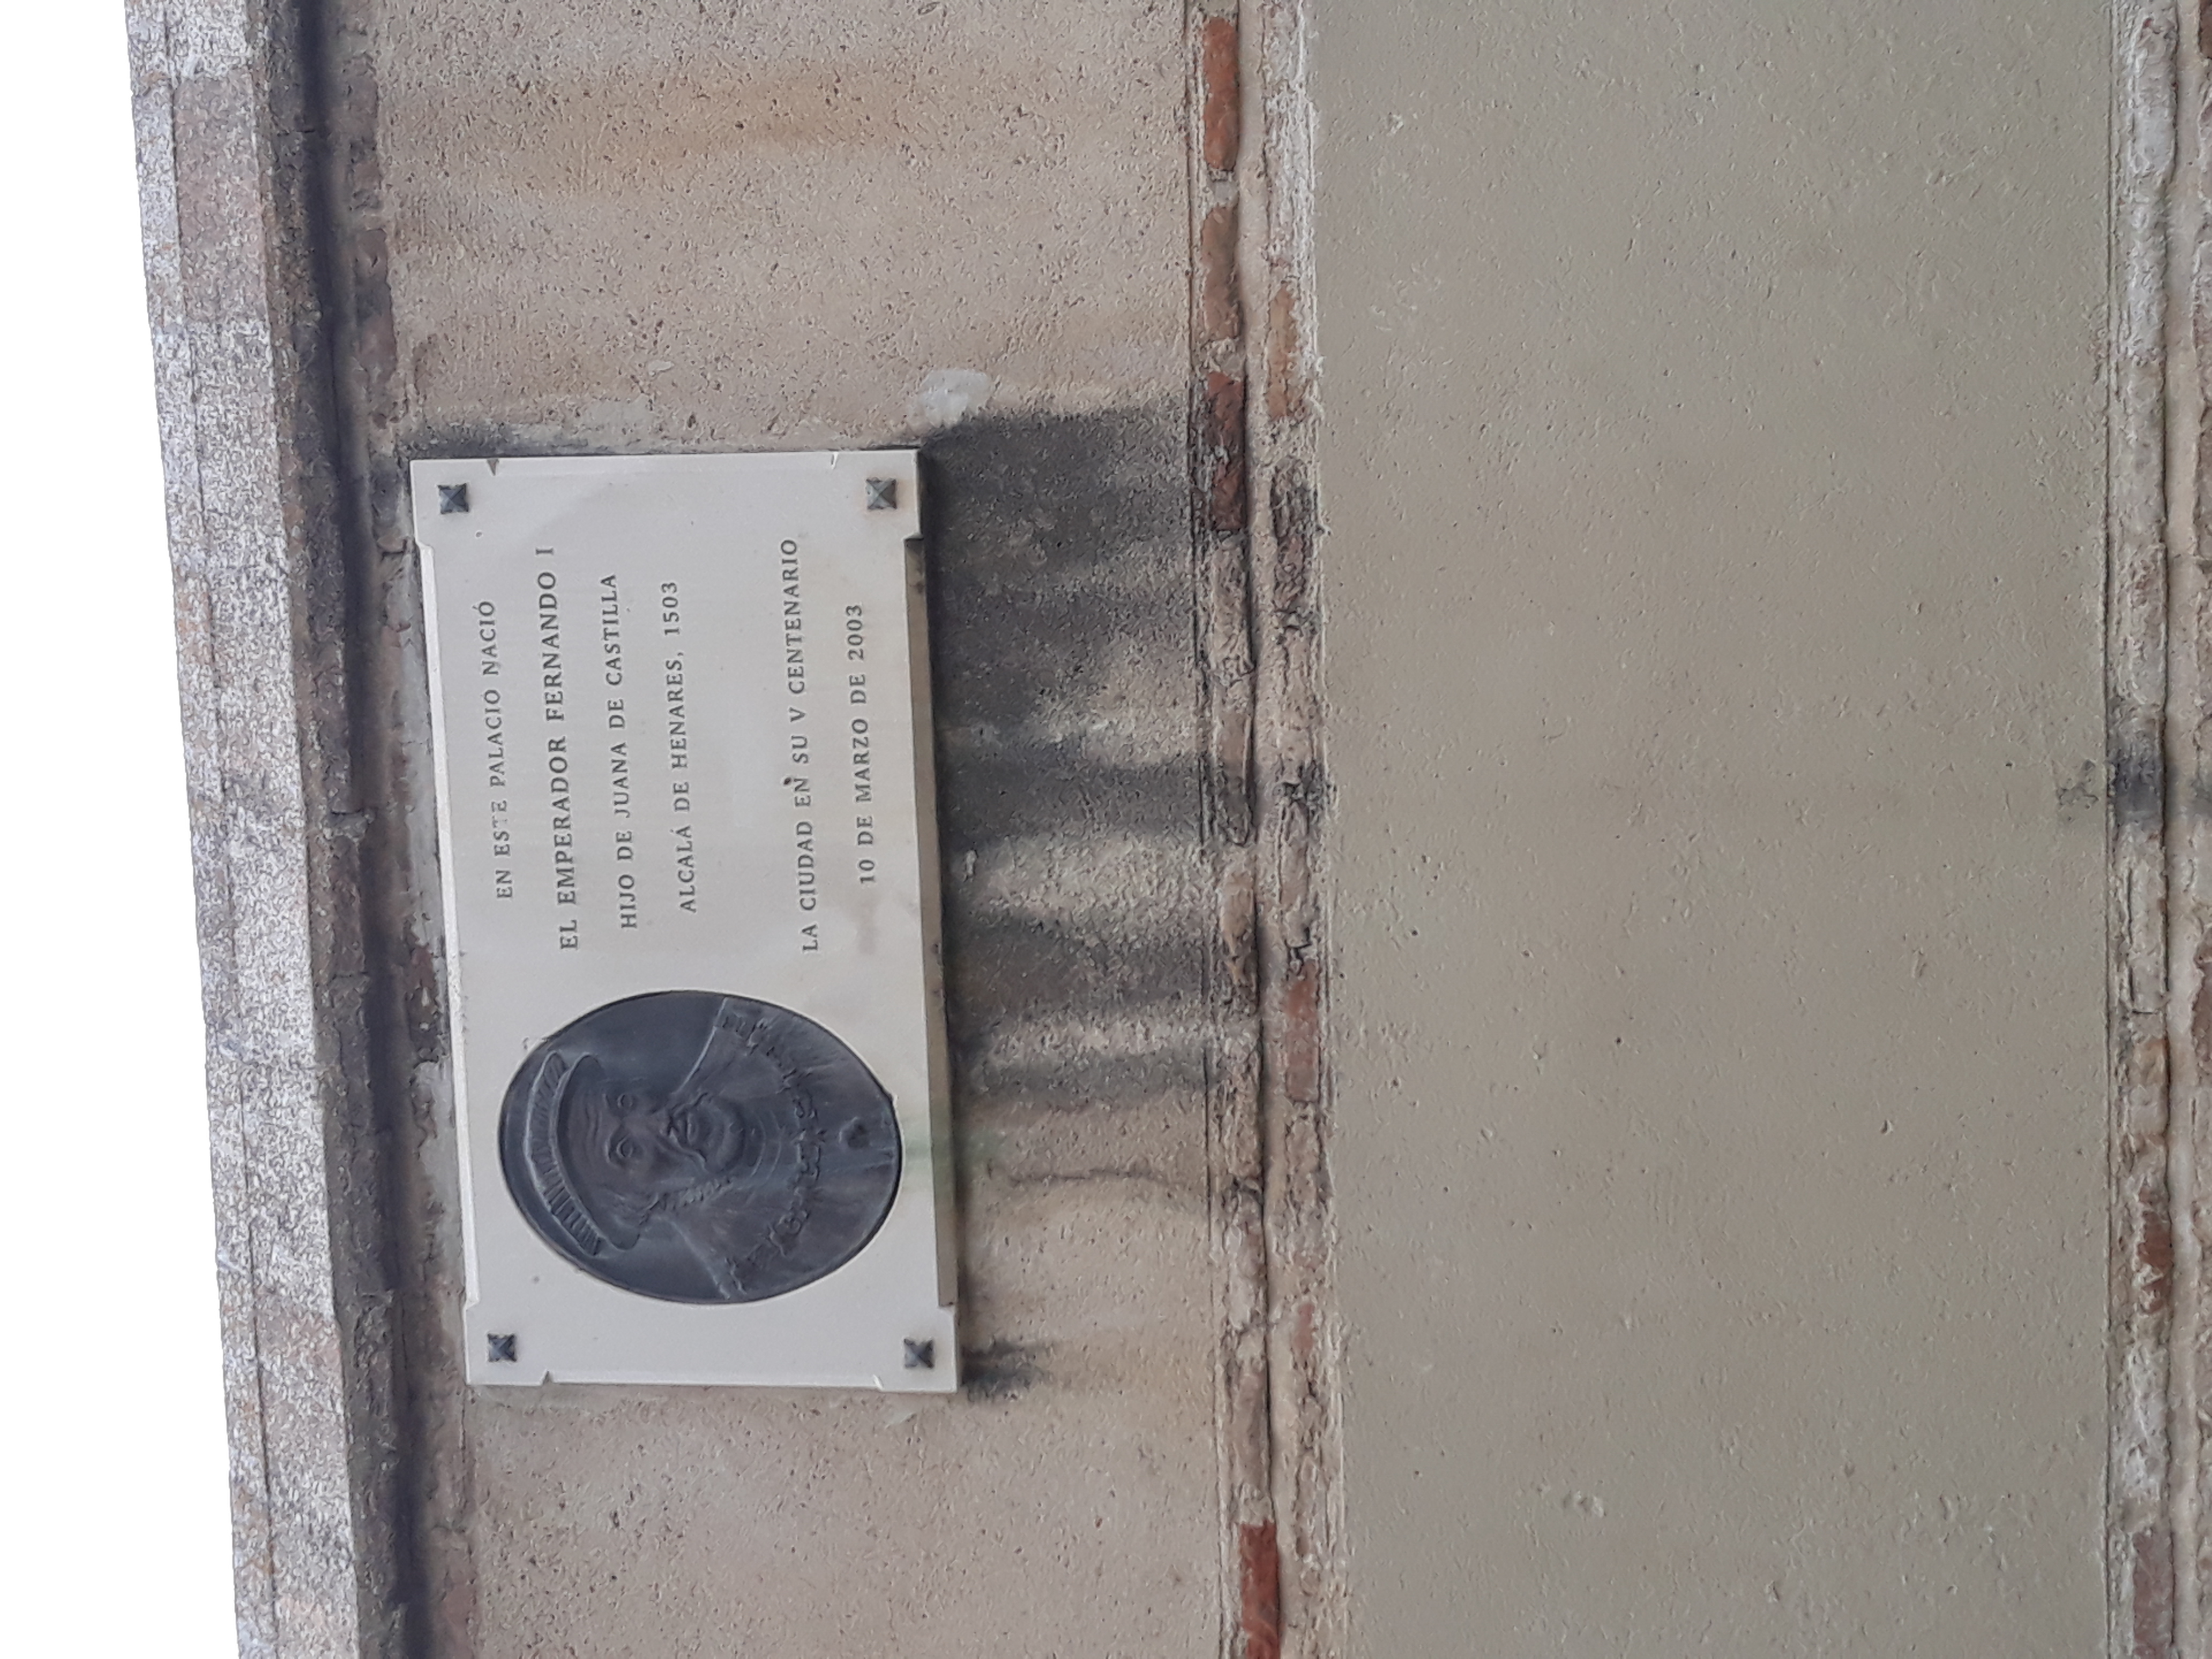 EN ESTE PALACIO NACIÓ
EL EMPERADOR FERNANDO I
HIJO DE JUANA DE CASTILLA
ALCALÁ DE HENARES, 1503
LA CIUDAD EN SU V CENTENARIO
10 DE MARZO DE 2003